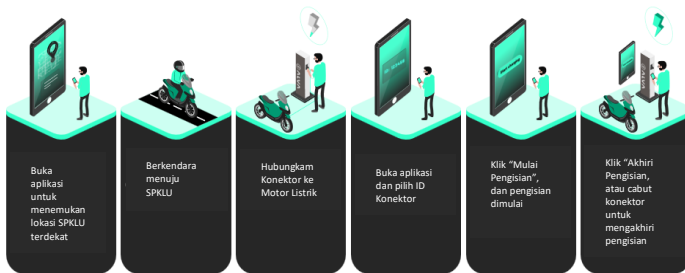 Buka
aplikasi
untuk
menemukan
lokasi SPKLU
terdekat
Berkendara
menuju
SPKLU
Hubungkam
Konektor ke
Motor Listrik
Buka aplikasi
dan pilih ID
Konektor
Klik “Mulai
Pengisian”,
dan pengisian
dimulai
Klik “Akhiri
Pengisian,
atau cabut
konektor
untuk
mengakhiri
pengisian